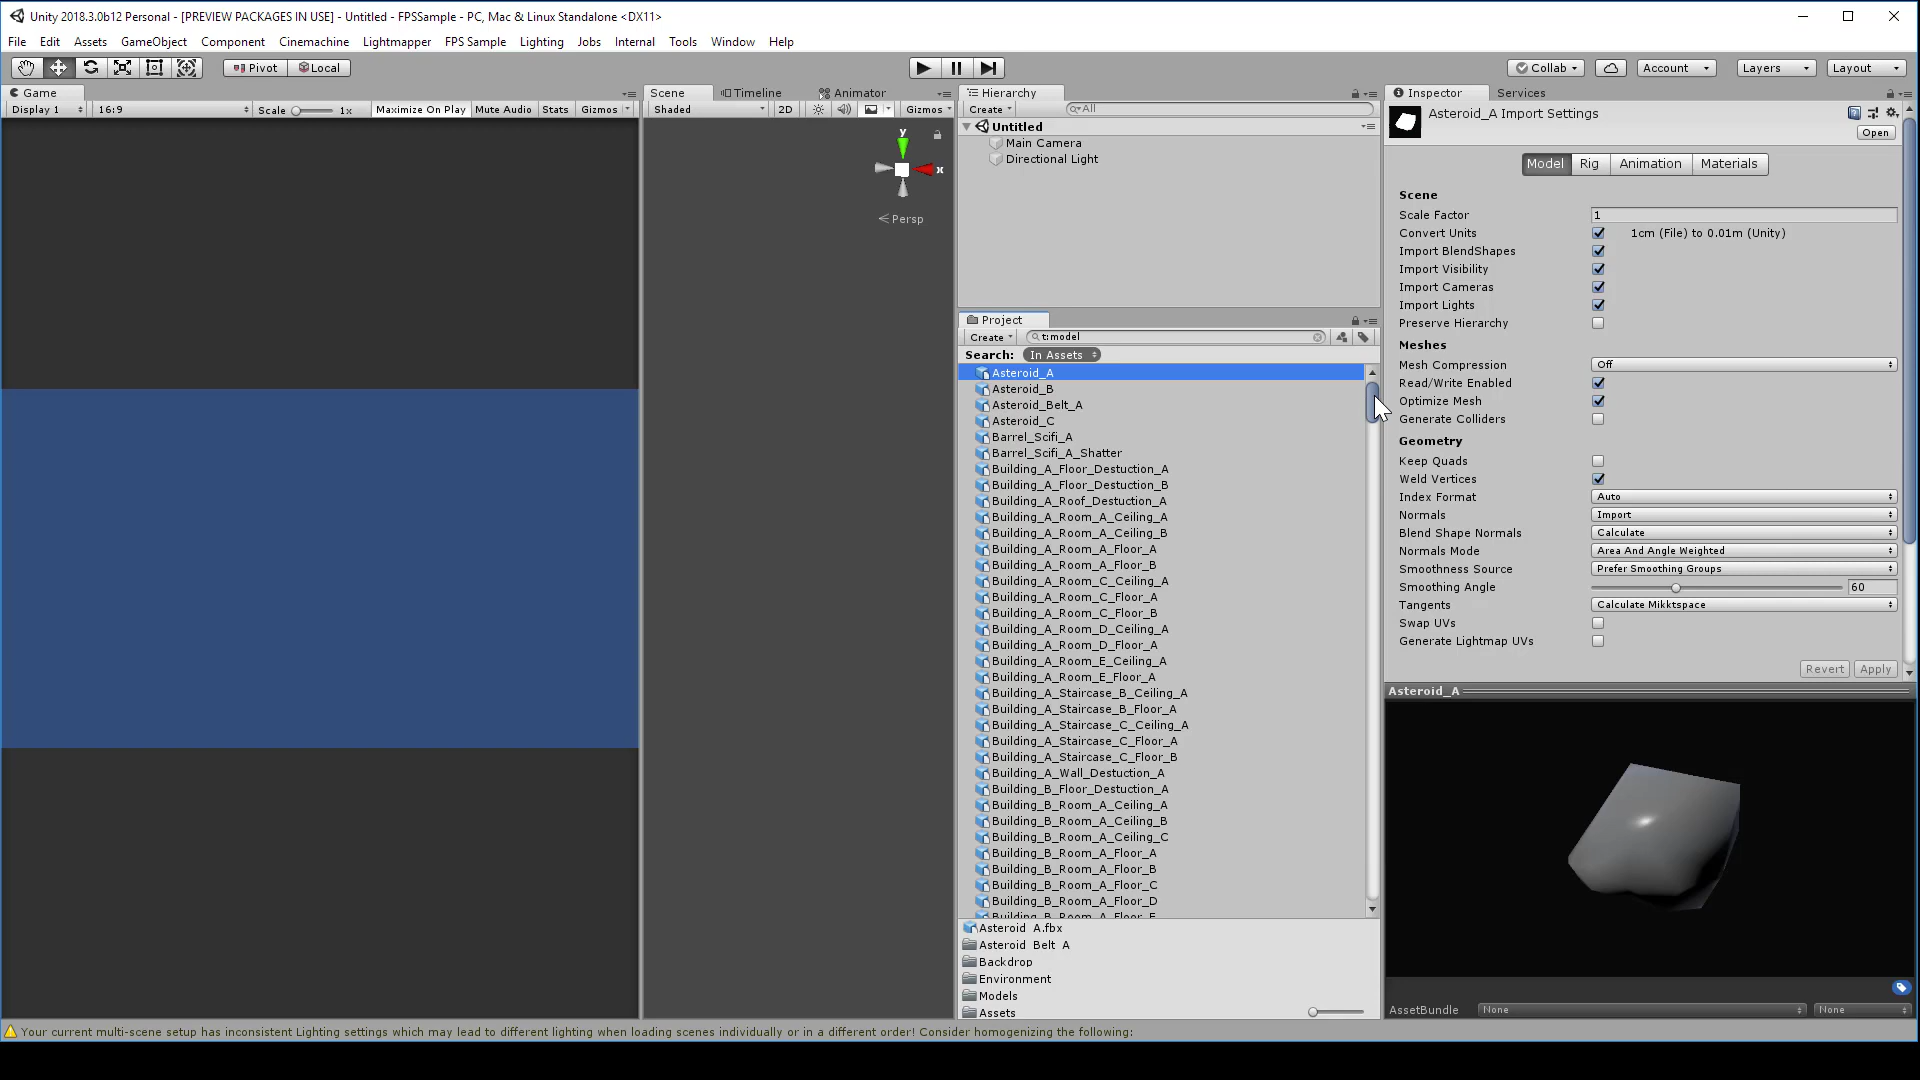 Unity 2018.3.0b12 Personal - [PREVIEW PACKAGES IN USE] - Untitled - FPSSample - PC, Mac & Linux Standalone <DX11>
File Edit Assets GameObject Component Cinemachine Lightmapper FPS Sample Lighting Jobs Internal Tools Window Help
Pivot Local Collab Account Layers Layout
Game Scene Timeline Animator Hierarchy Inspector Services
Display 1 16:9 Scale 1x Maximize On Play Mute Audio Stats Gizmos Shaded 2D Gizmos Create All
Asteroid_A Import Settings
Open
Untitled
Main Camera
Directional Light
y
x
Persp
Model Rig Animation Materials
Scene
Scale Factor 1
Convert Units 1cm (File) to 0.01m (Unity)
Import BlendShapes
Import Visibility
Import Cameras
Import Lights
Preserve Hierarchy
Meshes
Mesh Compression Off
Read/Write Enabled
Optimize Mesh
Generate Colliders
Geometry
Keep Quads
Weld Vertices
Index Format Auto
Normals Import
Blend Shape Normals Calculate
Normals Mode Area And Angle Weighted
Smoothness Source Prefer Smoothing Groups
Smoothing Angle 60
Tangents Calculate Mikktspace
Swap UVs
Generate Lightmap UVs
Revert Apply
Project
Create t:model
Search: In Assets
Asteroid_A
Asteroid_B
Asteroid_Belt_A
Asteroid_C
Barrel_Scifi_A
Barrel_Scifi_A_Shatter
Building_A_Floor_Destuction_A
Building_A_Floor_Destuction_B
Building_A_Roof_Destuction_A
Building_A_Room_A_Ceiling_A
Building_A_Room_A_Ceiling_B
Building_A_Room_A_Floor_A
Building_A_Room_A_Floor_B
Building_A_Room_C_Ceiling_A
Building_A_Room_C_Floor_A
Building_A_Room_C_Floor_B
Building_A_Room_D_Ceiling_A
Building_A_Room_D_Floor_A
Building_A_Room_E_Ceiling_A
Building_A_Room_E_Floor_A
Building_A_Staircase_B_Ceiling_A
Building_A_Staircase_B_Floor_A
Building_A_Staircase_C_Ceiling_A
Building_A_Staircase_C_Floor_A
Building_A_Staircase_C_Floor_B
Building_A_Wall_Destuction_A
Building_B_Floor_Destuction_A
Building_B_Room_A_Ceiling_A
Building_B_Room_A_Ceiling_B
Building_B_Room_A_Ceiling_C
Building_B_Room_A_Floor_A
Building_B_Room_A_Floor_B
Building_B_Room_A_Floor_C
Building_B_Room_A_Floor_D
Asteroid_A.fbx
Asteroid_Belt_A
Backdrop
Environment
Models
Assets
Asteroid_A
AssetBundle None None
Your current multi-scene setup has inconsistent Lighting settings which may lead to different lighting when loading scenes individually or in a different order! Consider homogenizing the following: